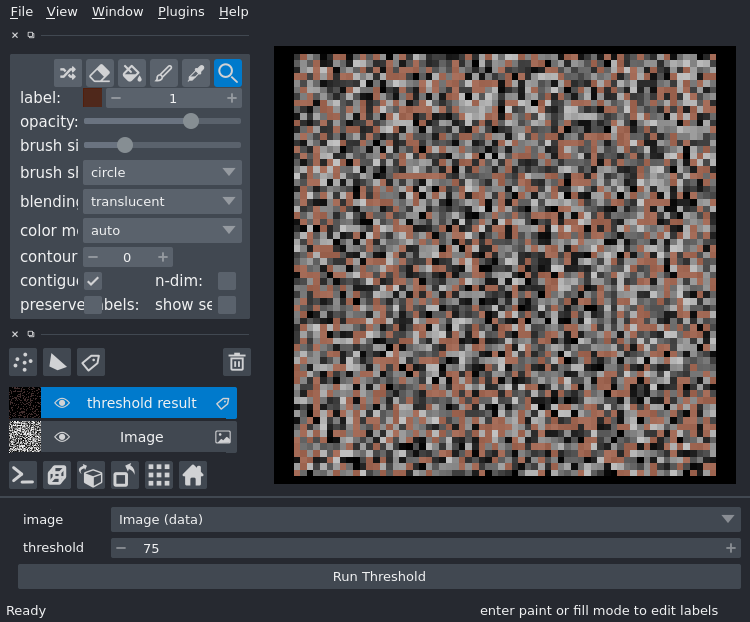 File View Window Plugins Help
label: 1
opacity:
brush si
brush sl circle
blending translucent
color m auto
contour 0
contigu n-dim:
preserve abels: show se
threshold result
Image
image Image (data)
threshold 75
Run Threshold
Ready enter paint or fill mode to edit labels